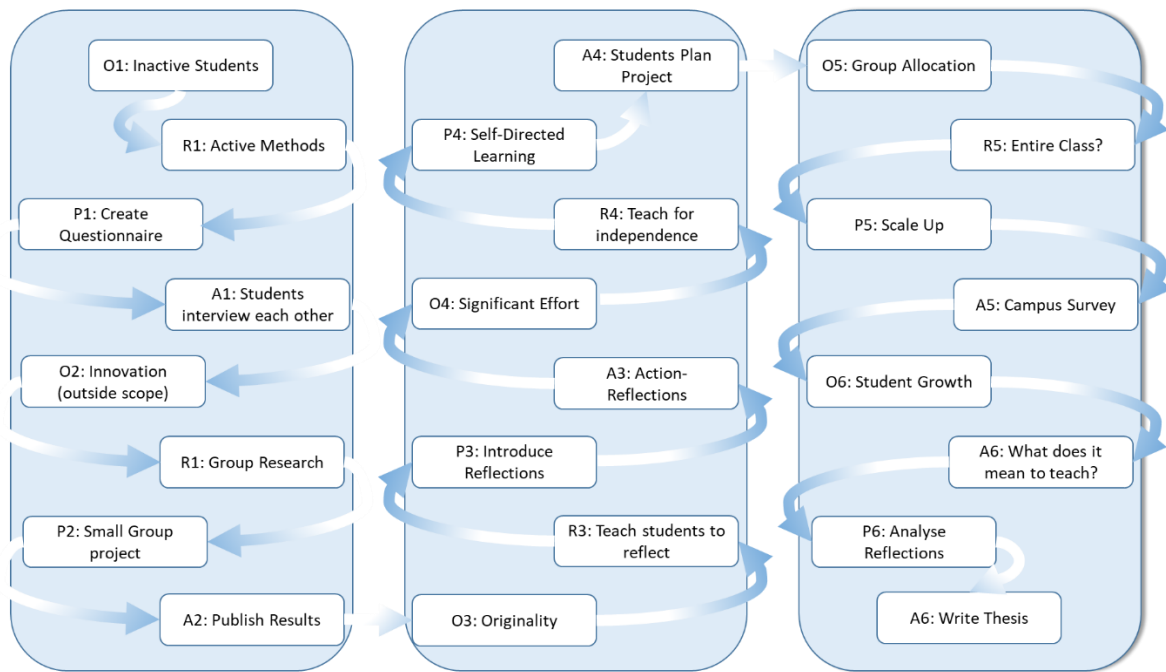 O1: Inactive Students
R1: Active Methods
P1: Create
Questionnaire
A1: Students
interview each other
O2: Innovation
(outside scope)
R1: Group Research
P2: Small Group
project
A2: Publish Results
O3: Originality
R3: Teach students to
reflect
P3: Introduce
Reflections
A3: Action-
Reflections
O4: Significant Effort
R4: Teach for
independence
P4: Self-Directed
Learning
A4: Students Plan
Project
O5: Group Allocation
R5: Entire Class?
P5: Scale Up
A5: Campus Survey
O6: Student Growth
A6: What does it
mean to teach?
P6: Analyse
Reflections
A6: Write Thesis